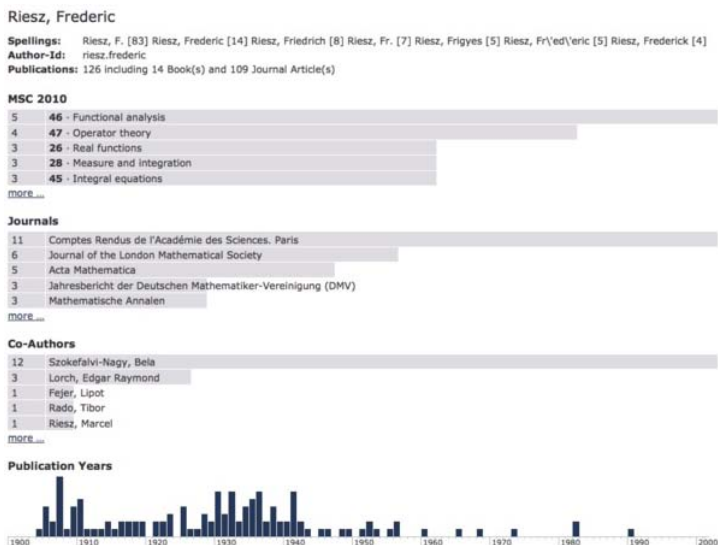 Riesz, Frederic
Spellings: Riesz, F. [83] Riesz, Frederic [14] Riesz, Friedrich [8] Riesz, Fr. [7] Riesz, Frigyes [5] Riesz, Fr\'ed\'eric [5] Riesz, Frederick [4]
Author-Id: riesz.frederic
Publications: 126 including 14 Book(s) and 109 Journal Article(s)
MSC 2010
5 46 - Functional analysis
4 47 - Operator theory
3 26 - Real functions
3 28 - Measure and integration
3 45 - Integral equations
more ...
Journals
11 Comptes Rendus de l'Académie des Sciences. Paris
6 Journal of the London Mathematical Society
5 Acta Mathematica
3 Jahresbericht der Deutschen Mathematiker-Vereinigung (DMV)
3 Mathematische Annalen
more ...
Co-Authors
12 Szokefalvi-Nagy, Bela
3 Lorch, Edgar Raymond
1 Fejer, Lipot
1 Rado, Tibor
1 Riesz, Marcel
more ...
Publication Years
1900 1910 1920 1930 1940 1950 1960 1970 1980 1990 2000